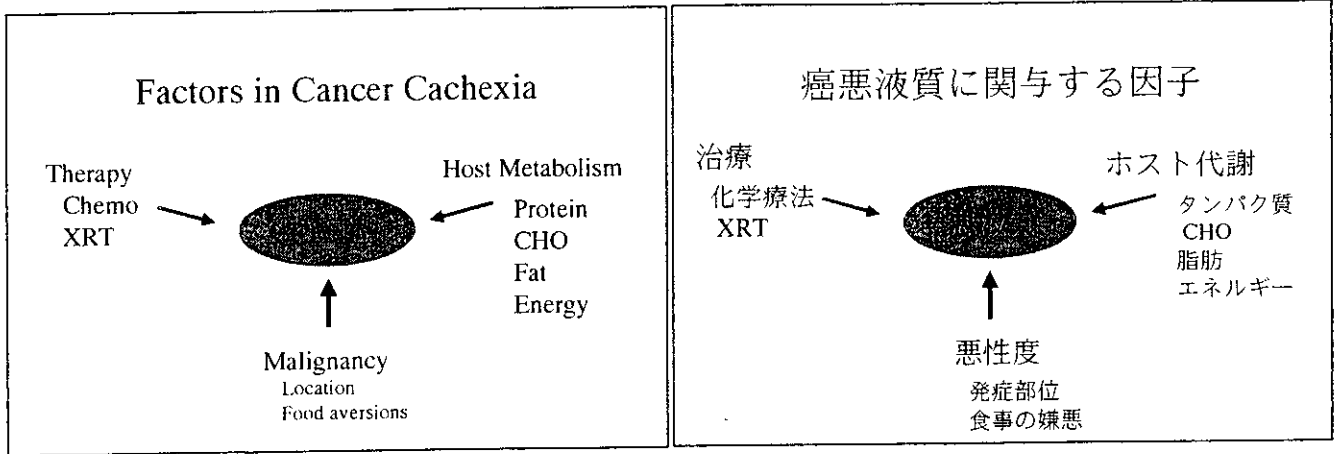 Factors in Cancer Cachexia
Therapy
Chemo
XRT
Host Metabolism
Protein
CHO
Fat
Energy
Malignancy
Location
Food aversions
癌悪液質に関与する因子
治療
化学療法
XRT
ホスト代謝
タンパク質
CHO
脂肪
エネルギー
悪性度
発症部位
食事の嫌悪